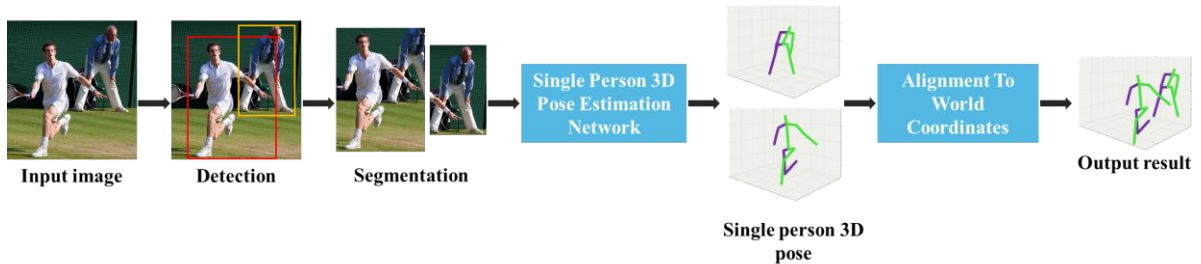 Input image
Detection
Segmentation
Single Person 3D
Pose Estimation
Network
Single person 3D
pose
Alignment To
World
Coordinates
Output result